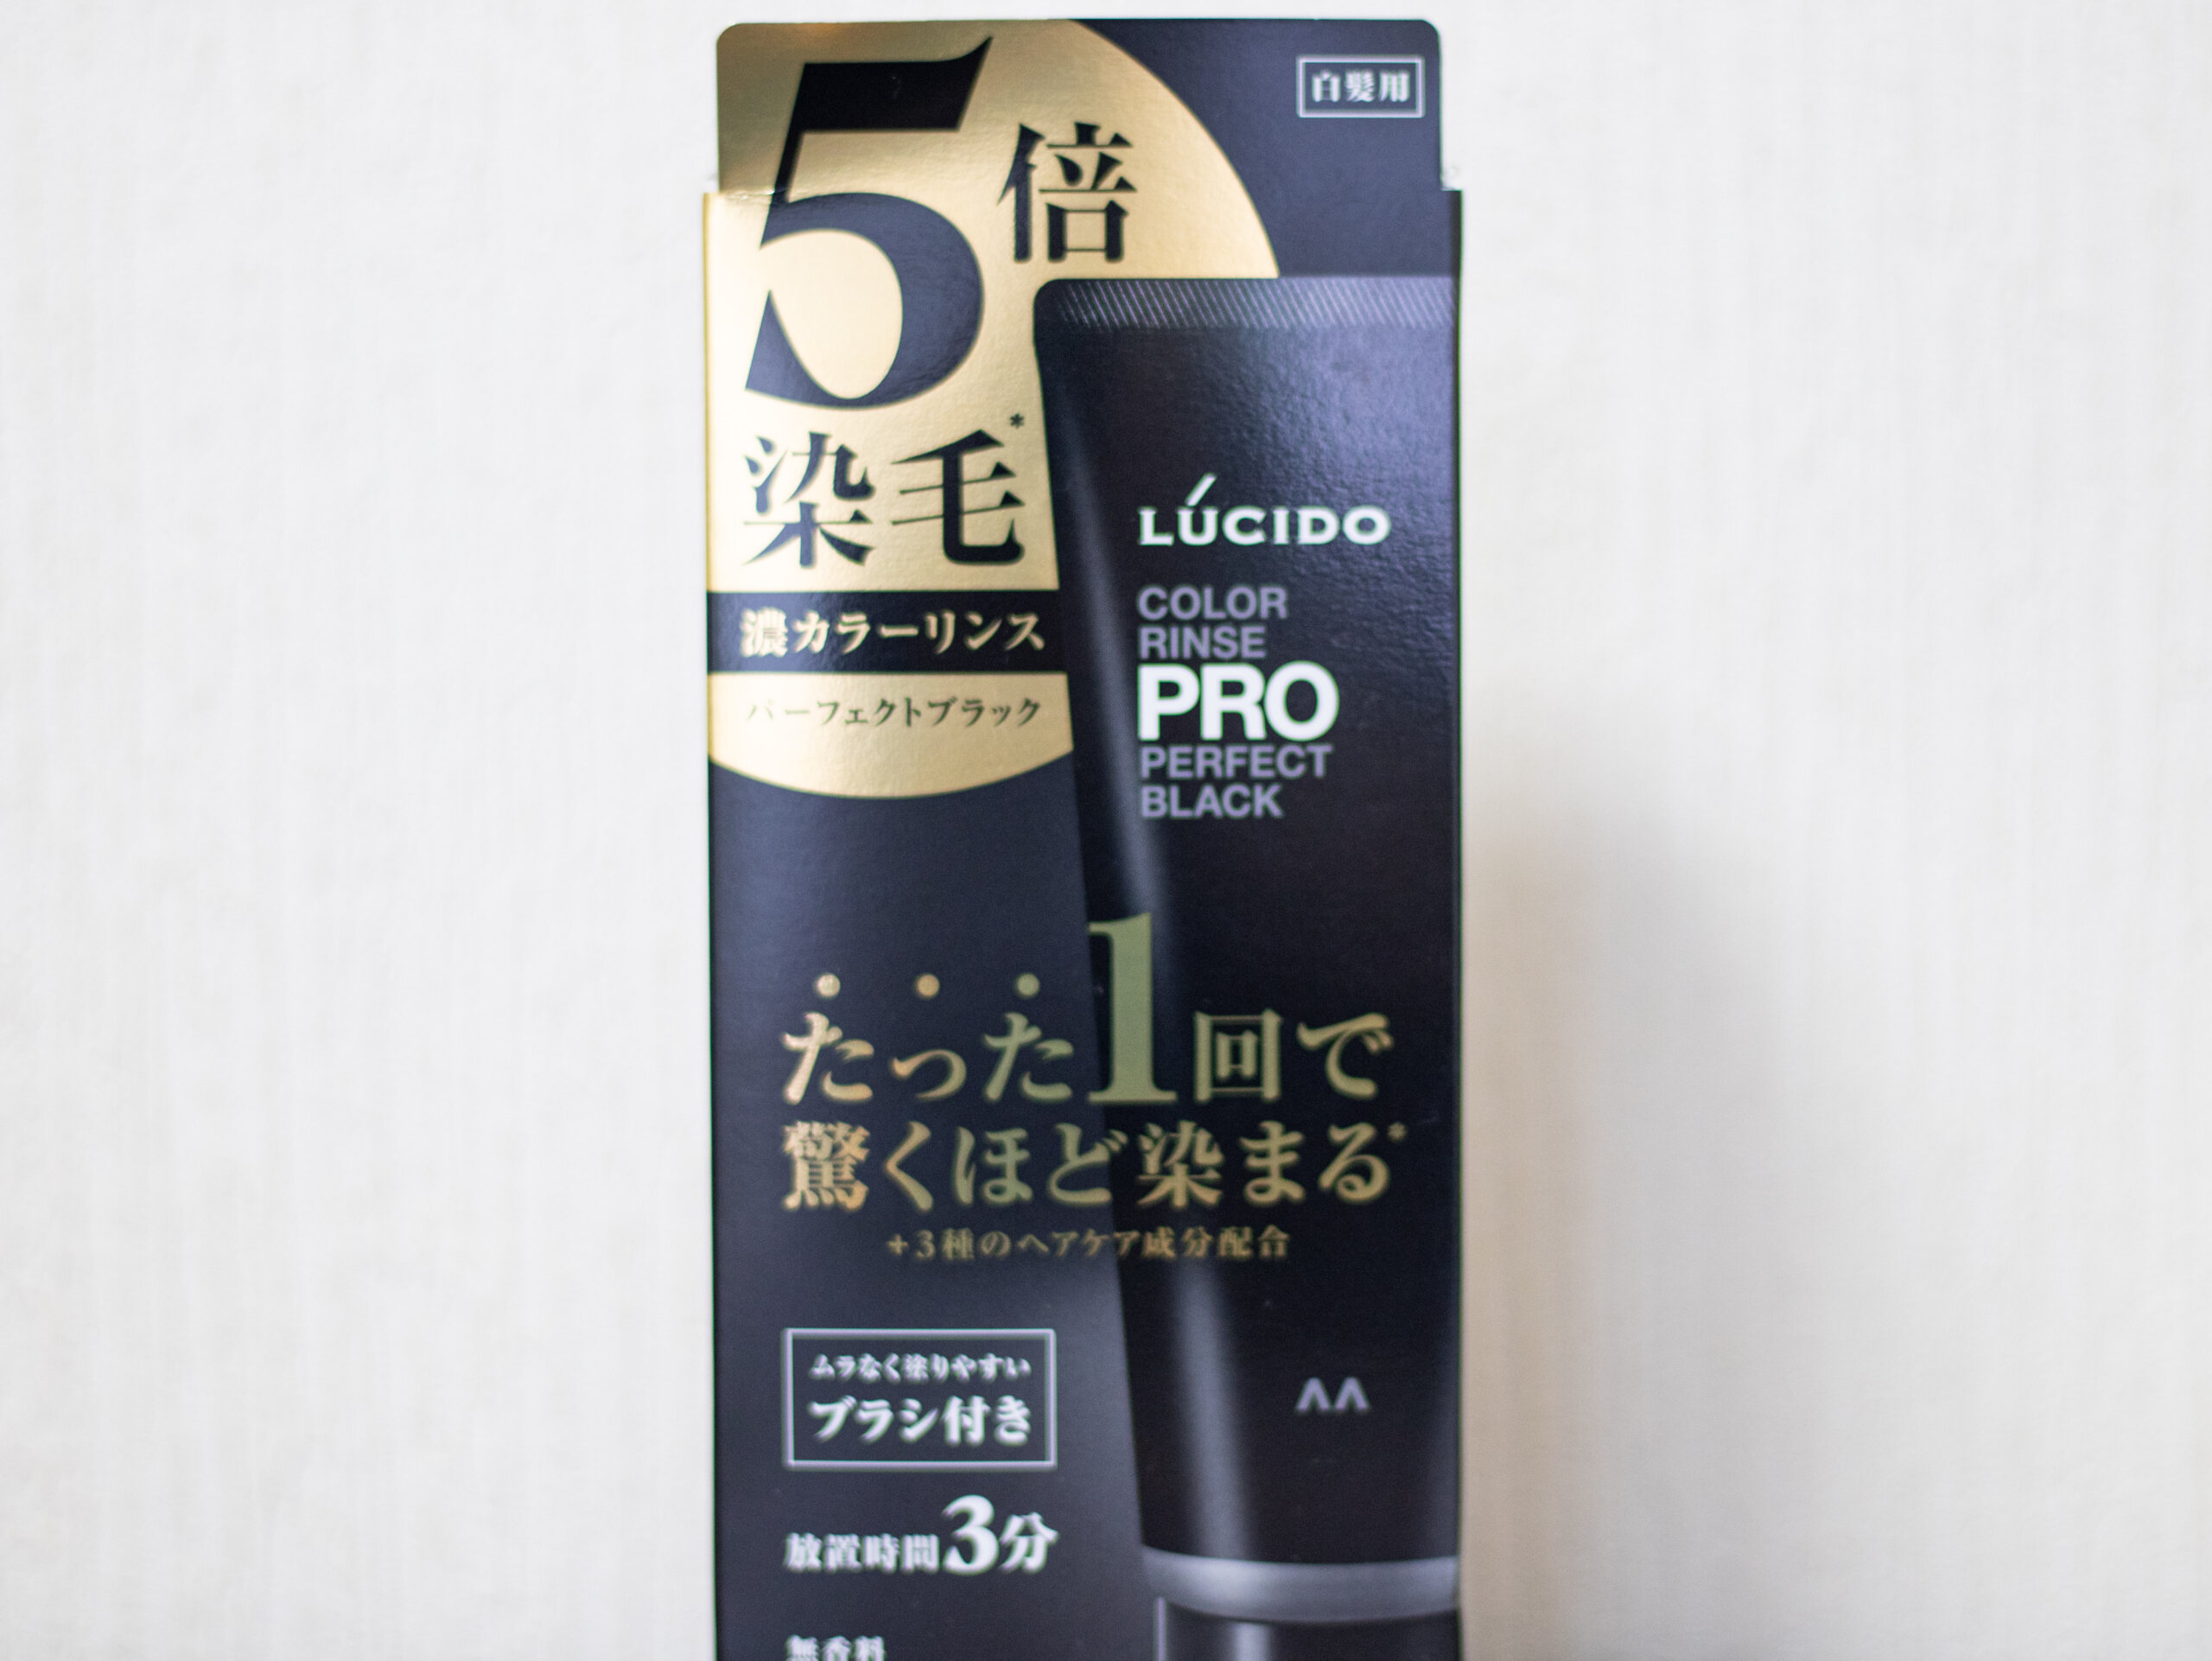 白髪用
5倍
染毛*
濃カラーリンス
パーフェクトブラック
LÚCIDO
COLOR
RINSE
PRO
PERFECT
BLACK
たった1回で
驚くほど染まる*
+3種のヘアケア成分配合
ムラなく塗りやすい
ブラシ付き
放置時間3分
無香料